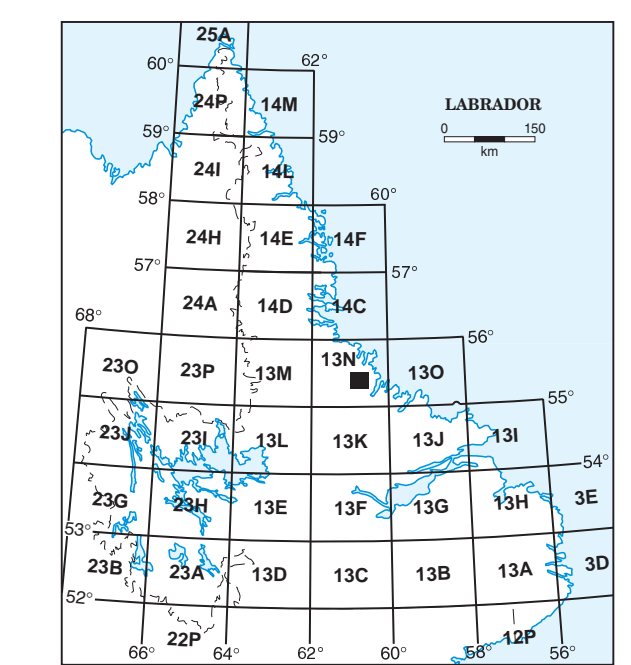 25A
60° 62°
24P 14M
LABRADOR
0 150
km
59° 59°
24I 14L
58° 60°
24H 14E 14F
57° 57°
24A 14D 14C
68° 56°
23O 23P 13M 13N 13O
55°
23J 23I 13L 13K 13J 13I
54°
23G 23H 13E 13F 13G 13H 3E
53°
23B 23A 13D 13C 13B 13A 3D
52°
22P 12P
66° 64° 62° 60° 58° 56°